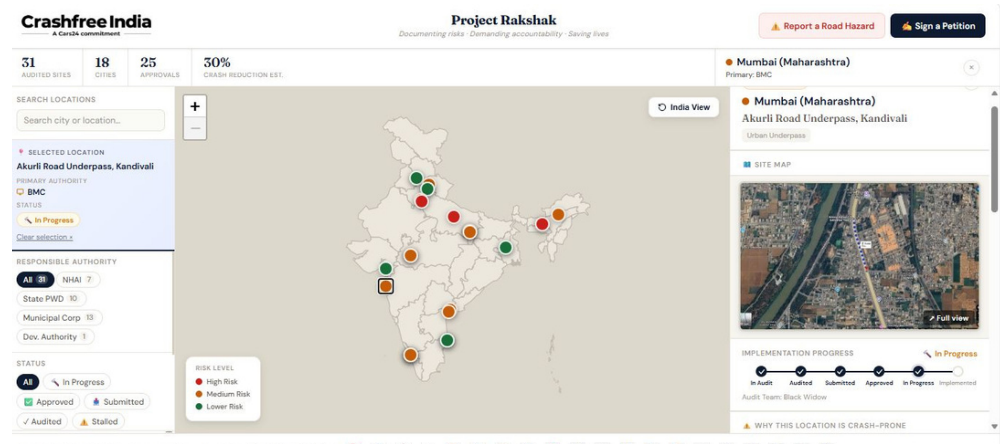 Crashfree India
A Cars24 commitment
Project Rakshak
Documenting risks · Demanding accountability · Saving lives
⚠️ Report a Road Hazard
✍️ Sign a Petition
31
AUDITED SITES
18
CITIES
25
APPROVALS
30%
CRASH REDUCTION EST.
Mumbai (Maharashtra)
Primary: BMC
×
SEARCH LOCATIONS
Search city or location...
📍 SELECTED LOCATION
Akurli Road Underpass, Kandivali
PRIMARY AUTHORITY
BMC
STATUS
🔨 In Progress
Clear selection ×
RESPONSIBLE AUTHORITY
All 31
NHAI 7
State PWD 10
Municipal Corp 13
Dev. Authority 1
STATUS
All
🔨 In Progress
✅ Approved
📤 Submitted
✓ Audited
⚠️ Stalled
+
−
India View
RISK LEVEL
High Risk
Medium Risk
Lower Risk
Mumbai (Maharashtra)
Akurli Road Underpass, Kandivali
Urban Underpass
🗺️ SITE MAP
↗ Full view
IMPLEMENTATION PROGRESS
🔨 In Progress
In Audit
Audited
Submitted
Approved
In Progress
Implemented
Audit Team: Black Widow
⚠️ WHY THIS LOCATION IS CRASH-PRONE